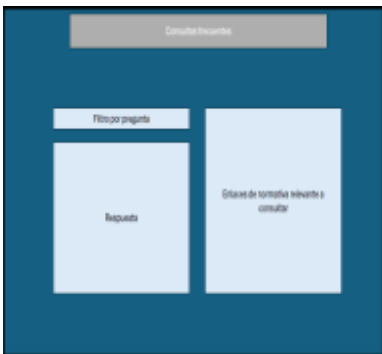 Consultas frecuentes
Filtro por pregunta
Respuesta
Enlaces de normativa relevante a
consultar